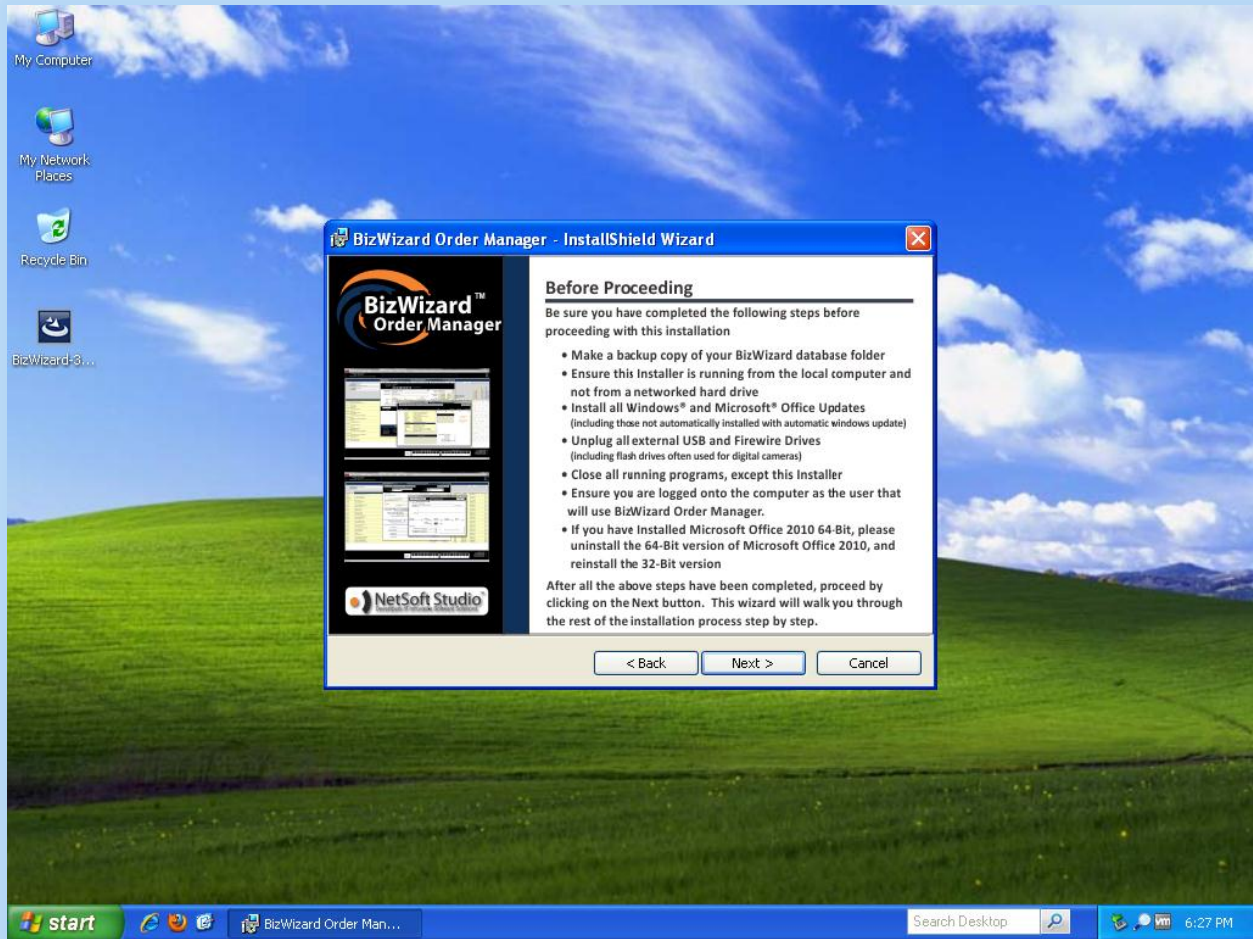 My Computer
My Network
Places
Recycle Bin
BizWizard-3...
BizWizard Order Manager - InstallShield Wizard
BizWizard™
Order Manager
NetSoft Studio
Before Proceeding
Be sure you have completed the following steps before
proceeding with this installation
• Make a backup copy of your BizWizard database folder
• Ensure this Installer is running from the local computer and
not from a networked hard drive
• Install all Windows® and Microsoft® Office Updates
(including those not automatically installed with automatic windows update)
• Unplug all external USB and Firewire Drives
(including flash drives often used for digital cameras)
• Close all running programs, except this Installer
• Ensure you are logged onto the computer as the user that
will use BizWizard Order Manager.
• If you have Installed Microsoft Office 2010 64-Bit, please
uninstall the 64-Bit version of Microsoft Office 2010, and
reinstall the 32-Bit version
After all the above steps have been completed, proceed by
clicking on the Next button. This wizard will walk you through
the rest of the installation process step by step.
< Back
Next >
Cancel
start
BizWizard Order Man...
Search Desktop
vm
6:27 PM